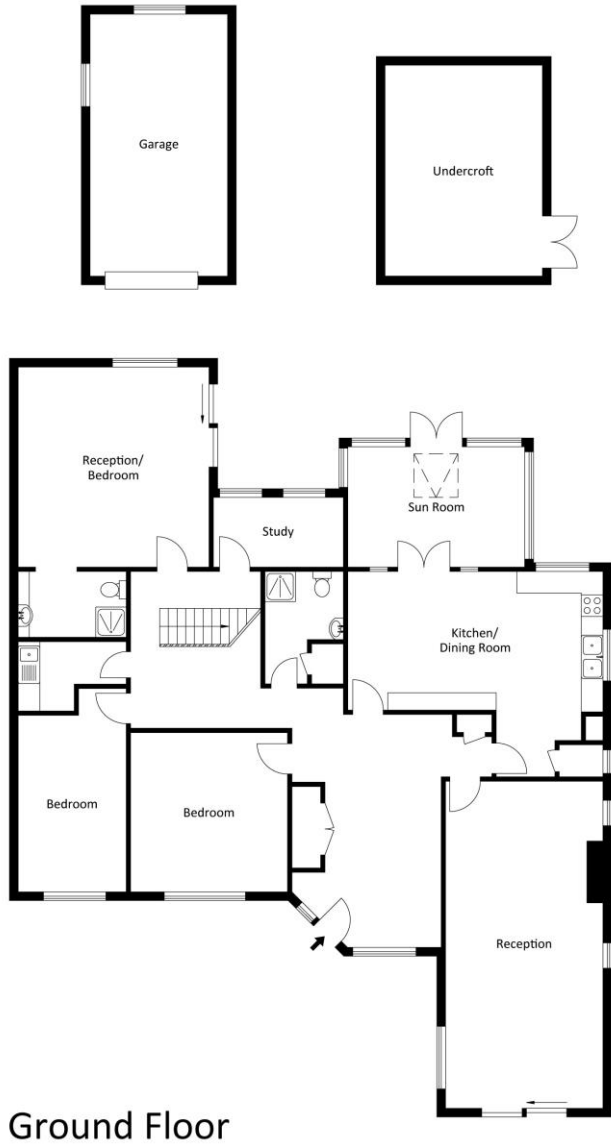 Garage
Undercroft
Reception/
Bedroom
Study
Sun Room
Kitchen/
Dining Room
Bedroom
Bedroom
Reception
Ground Floor